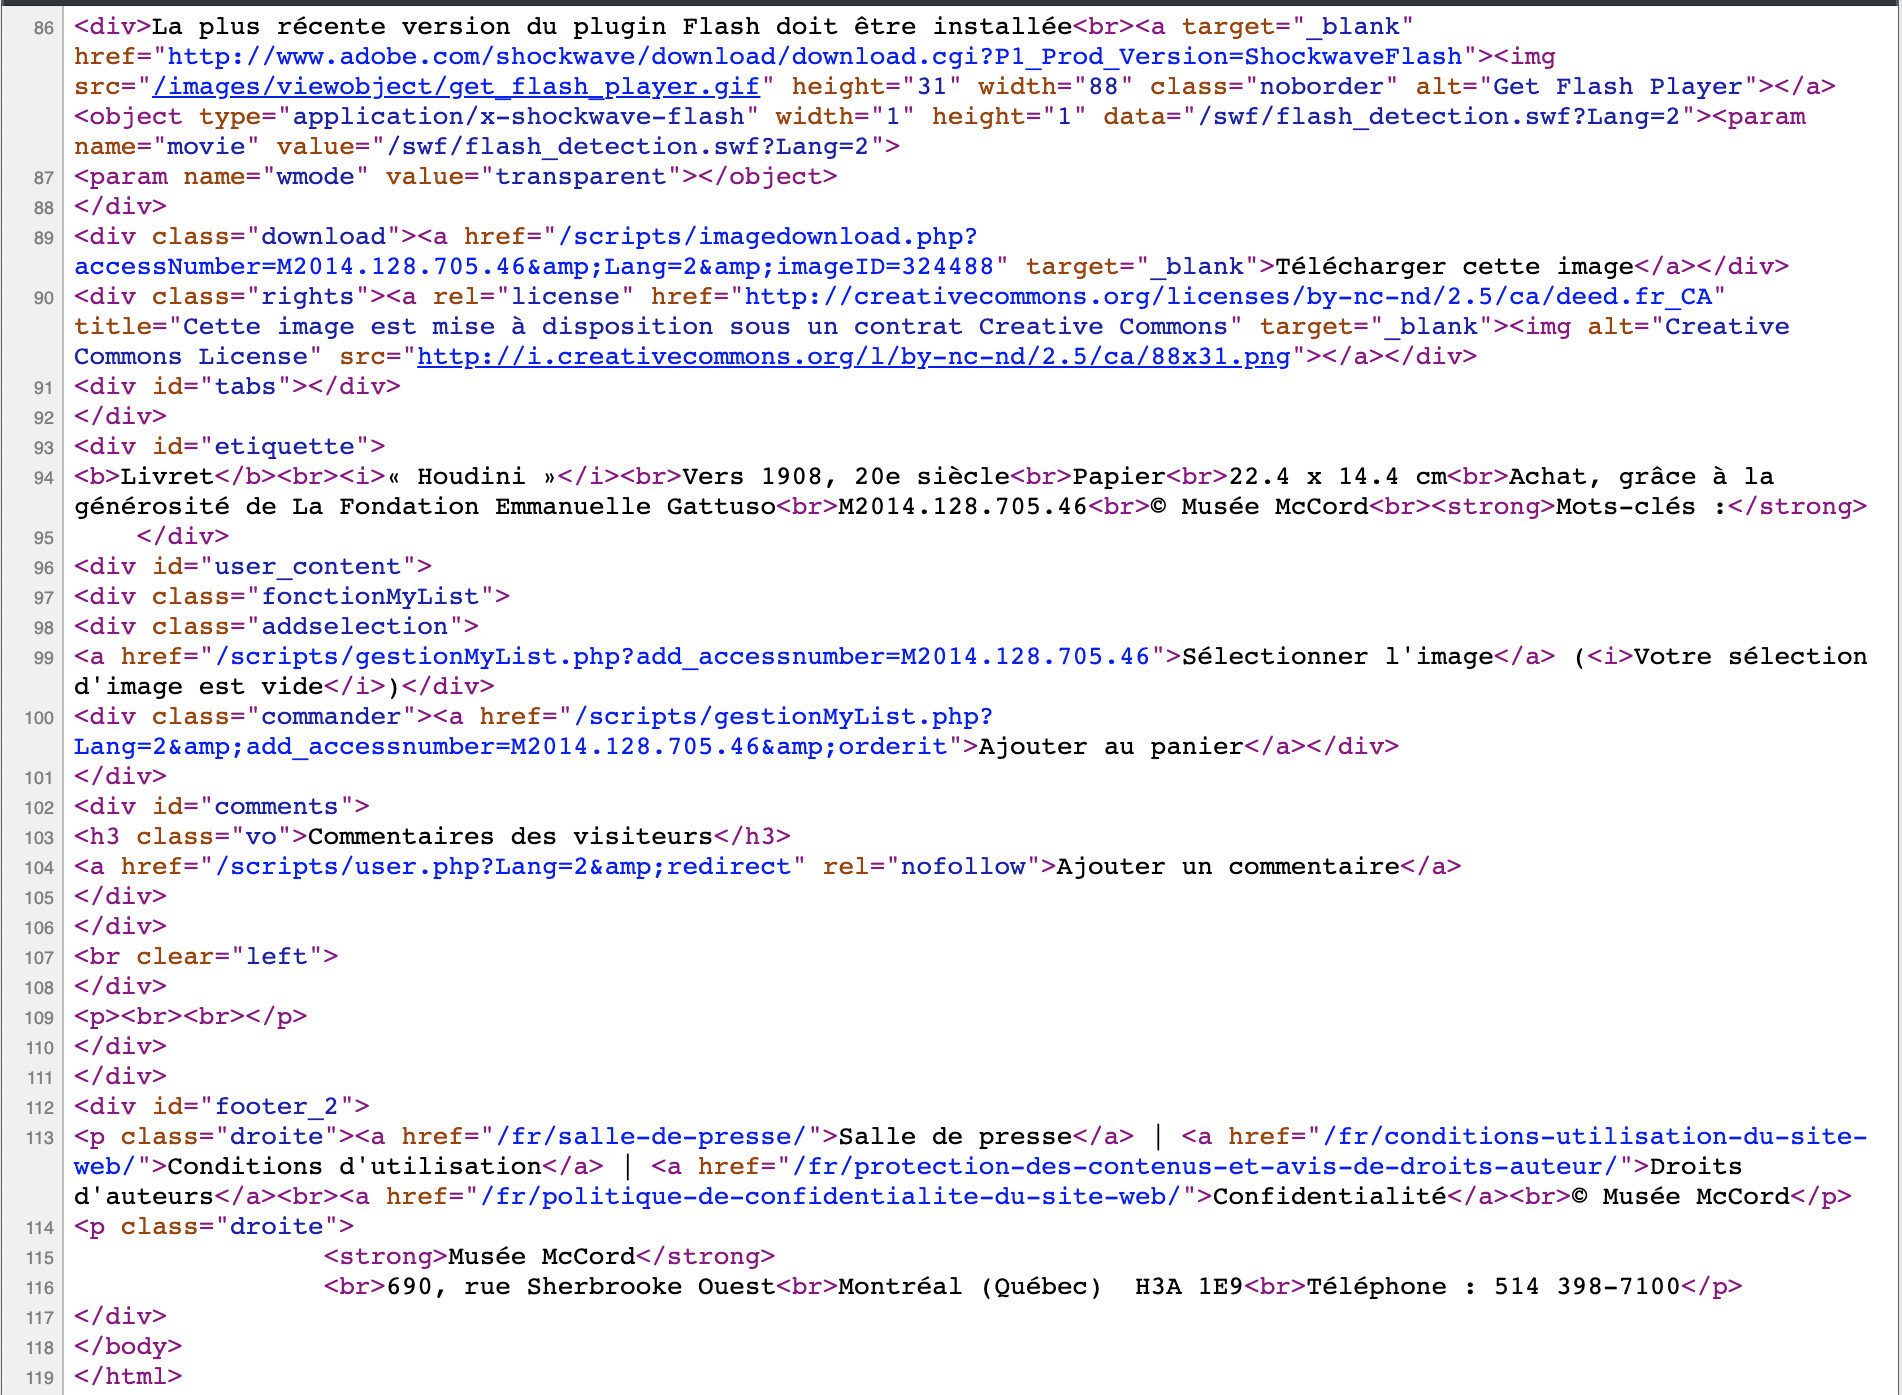 86 <div>La plus récente version du plugin Flash doit être installée<br><a target="_blank"
href="http://www.adobe.com/shockwave/download/download.cgi?P1_Prod_Version=ShockwaveFlash"><img
src="/images/viewobject/get_flash_player.gif" height="31" width="88" class="noborder" alt="Get Flash Player"></a>
<object type="application/x-shockwave-flash" width="1" height="1" data="/swf/flash_detection.swf?Lang=2"><param
name="movie" value="/swf/flash_detection.swf?Lang=2">
87 <param name="wmode" value="transparent"></object>
88 </div>
89 <div class="download"><a href="/scripts/imagedownload.php?
accessNumber=M2014.128.705.46&amp;Lang=2&amp;imageID=324488" target="_blank">Télécharger cette image</a></div>
90 <div class="rights"><a rel="license" href="http://creativecommons.org/licenses/by-nc-nd/2.5/ca/deed.fr_CA"
title="Cette image est mise à disposition sous un contrat Creative Commons" target="_blank"><img alt="Creative
Commons License" src="http://i.creativecommons.org/l/by-nc-nd/2.5/ca/88x31.png"></a></div>
91 <div id="tabs"></div>
92 </div>
93 <div id="etiquette">
94 <b>Livret</b><br><i>« Houdini »</i><br>Vers 1908, 20e siècle<br>Papier<br>22.4 x 14.4 cm<br>Achat, grâce à la
générosité de La Fondation Emmanuelle Gattuso<br>M2014.128.705.46<br>© Musée McCord<br><strong>Mots-clés :</strong>
95 </div>
96 <div id="user_content">
97 <div class="fonctionMyList">
98 <div class="addselection">
99 <a href="/scripts/gestionMyList.php?add_accessnumber=M2014.128.705.46">Sélectionner l'image</a> (<i>Votre sélection
d'image est vide</i>)</div>
100 <div class="commander"><a href="/scripts/gestionMyList.php?
Lang=2&amp;add_accessnumber=M2014.128.705.46&amp;orderit">Ajouter au panier</a></div>
101 </div>
102 <div id="comments">
103 <h3 class="vo">Commentaires des visiteurs</h3>
104 <a href="/scripts/user.php?Lang=2&amp;redirect" rel="nofollow">Ajouter un commentaire</a>
105 </div>
106 </div>
107 <br clear="left">
108 </div>
109 <p><br><br></p>
110 </div>
111 </div>
112 <div id="footer_2">
113 <p class="droite"><a href="/fr/salle-de-presse/">Salle de presse</a> | <a href="/fr/conditions-utilisation-du-site-
web/">Conditions d'utilisation</a> | <a href="/fr/protection-des-contenus-et-avis-de-droits-auteur/">Droits
d'auteurs</a><br><a href="/fr/politique-de-confidentialite-du-site-web/">Confidentialité</a><br>© Musée McCord</p>
114 <p class="droite">
115 <strong>Musée McCord</strong>
116 <br>690, rue Sherbrooke Ouest<br>Montréal (Québec)  H3A 1E9<br>Téléphone : 514 398-7100</p>
117 </div>
118 </body>
119 </html>